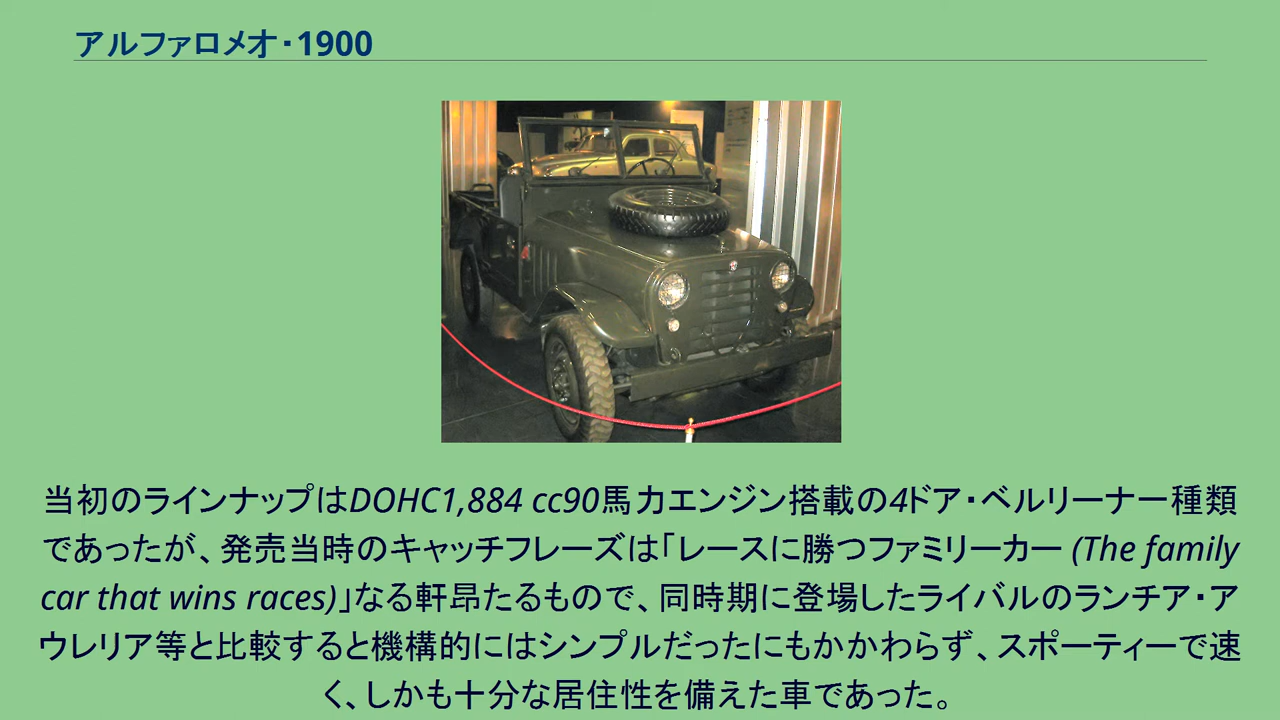 アルファロメオ・1900
当初のラインナップはDOHC1,884 cc90馬力エンジン搭載の4ドア・ベルリーナー種類
であったが、発売当時のキャッチフレーズは「レースに勝つファミリーカー (The family
car that wins races)」なる軒昂たるもので、同時期に登場したライバルのランチア・ア
ウレリア等と比較すると機構的にはシンプルだったにもかかわらず、スポーティーで速
く、しかも十分な居住性を備えた車であった。